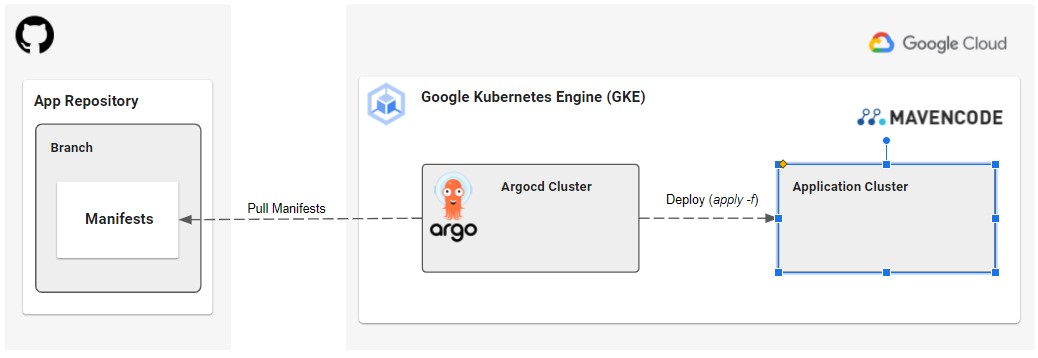 Google Cloud
App Repository
Google Kubernetes Engine (GKE)
MAVENCODE
Branch
Argocd Cluster
Application Cluster
Manifests
Pull Manifests
argo
Deploy (apply -f)